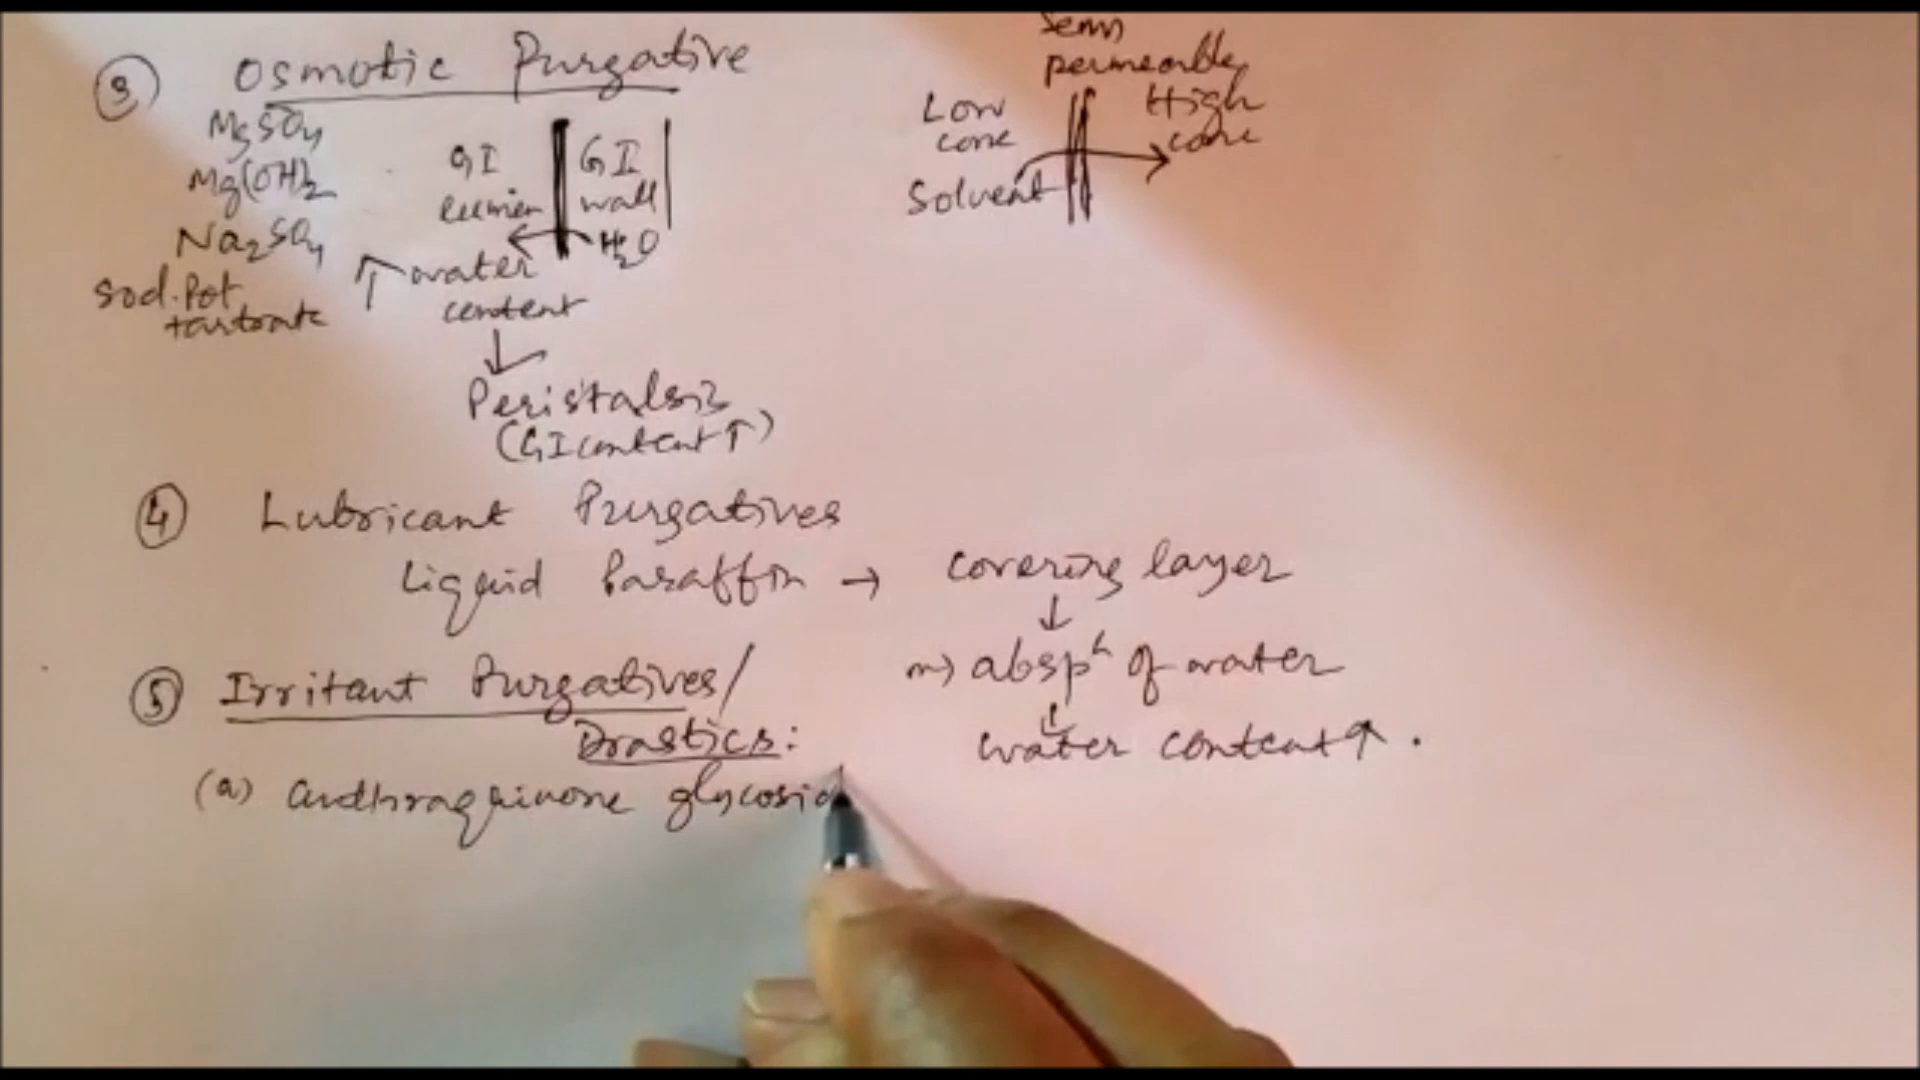 ③ Osmotic Purgative
MgSO4
Mg(OH)2
Na2SO4
Sod. Pot
tartrate
GI
lumen
GI
wall
H2O
↑ water
content
↓
Peristalsis
(GI content ↑)
Semi
permeable
Low
conc
High
conc
Solvent
④ Lubricant Purgatives
Liquid Paraffin → covering layer
↓
abspⁿ of water
↓
water content ↑ .
⑤ Irritant Purgatives/
Drastics:
(a) anthraquinone glycosid